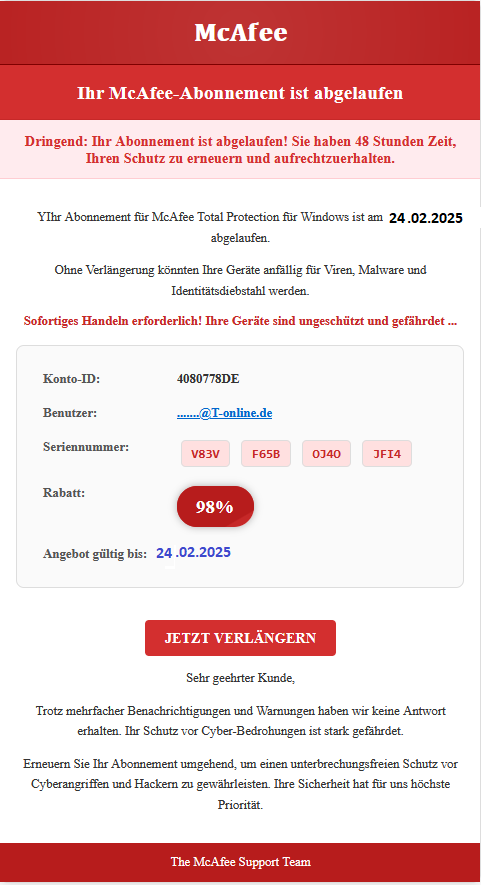 McAfee
Ihr McAfee-Abonnement ist abgelaufen
Dringend: Ihr Abonnement ist abgelaufen! Sie haben 48 Stunden Zeit,
Ihren Schutz zu erneuern und aufrechtzuerhalten.
YIhr Abonnement für McAfee Total Protection für Windows ist am 24.02.2025
abgelaufen.
Ohne Verlängerung könnten Ihre Geräte anfällig für Viren, Malware und
Identitätsdiebstahl werden.
Sofortiges Handeln erforderlich! Ihre Geräte sind ungeschützt und gefährdet ...
Konto-ID: 4080778DE
Benutzer: .......@T-online.de
Seriennummer: V83V F65B OJ4O JFI4
Rabatt: 98%
Angebot gültig bis: 24.02.2025
JETZT VERLÄNGERN
Sehr geehrter Kunde,
Trotz mehrfacher Benachrichtigungen und Warnungen haben wir keine Antwort
erhalten. Ihr Schutz vor Cyber-Bedrohungen ist stark gefährdet.
Erneuern Sie Ihr Abonnement umgehend, um einen unterbrechungsfreien Schutz vor
Cyberangriffen und Hackern zu gewährleisten. Ihre Sicherheit hat für uns höchste
Priorität.
The McAfee Support Team